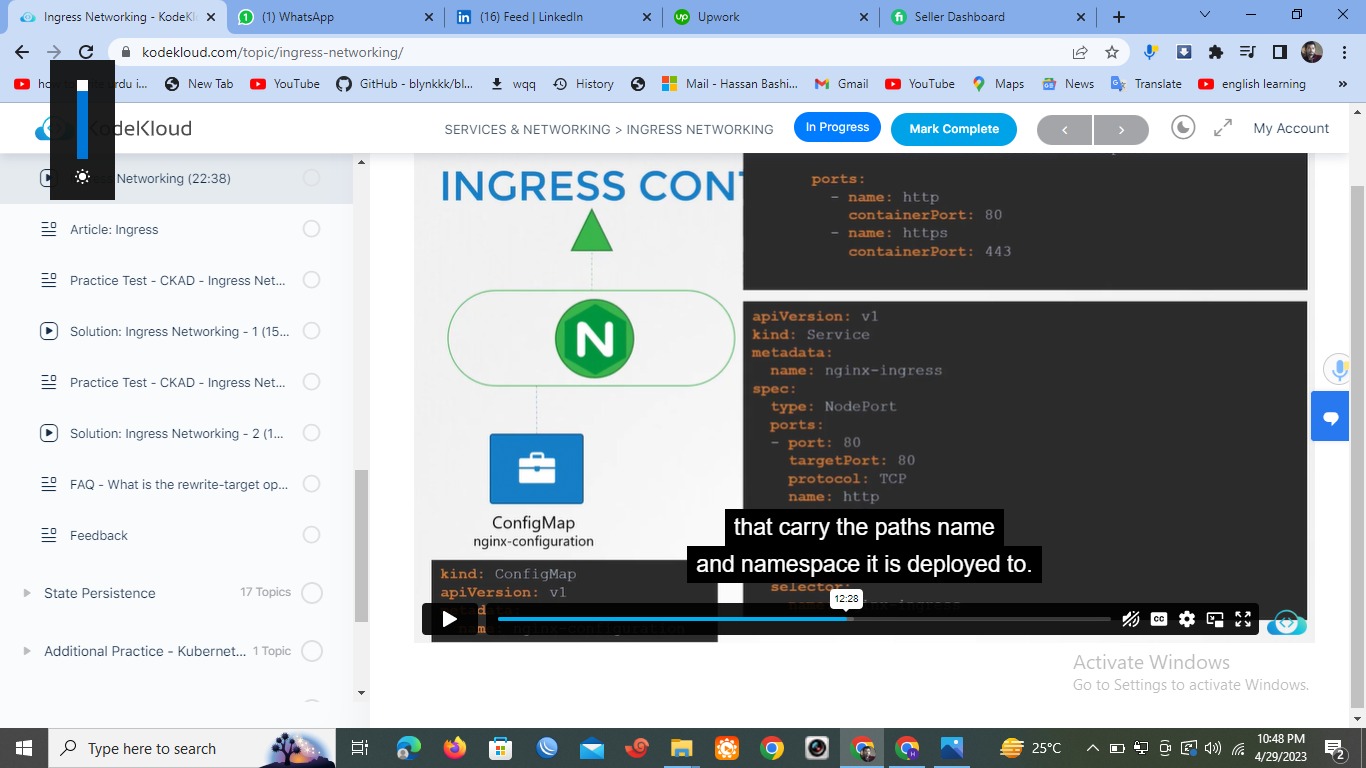 Ingress Networking - Kode Kl
(1) WhatsApp
(16) Feed | LinkedIn
Upwork
Seller Dashboard
kodekloud.com/topic/ingress-networking/
urdu i...
New Tab
YouTube
GitHub - blynkkk/bl...
wqq
History
Mail - Hassan Bashi...
Gmail
YouTube
Maps
News
Translate
english learning
KodeKloud
SERVICES & NETWORKING > INGRESS NETWORKING
In Progress
Mark Complete
My Account
Networking (22:38)
Article: Ingress
Practice Test - CKAD - Ingress Net...
Solution: Ingress Networking - 1 (15...
Practice Test - CKAD - Ingress Net...
Solution: Ingress Networking - 2 (1...
FAQ - What is the rewrite-target op...
Feedback
State Persistence 17 Topics
Additional Practice - Kubernet... 1 Topic
INGRESS CONT
ConfigMap
nginx-configuration
kind: ConfigMap
apiVersion: v1
ports:
- name: http
containerPort: 80
- name: https
containerPort: 443
apiVersion: v1
kind: Service
metadata:
name: nginx-ingress
spec:
type: NodePort
ports:
- port: 80
targetPort: 80
protocol: TCP
name: http
that carry the paths name
and namespace it is deployed to.
selector:
12:28
CC
Activate Windows
Go to Settings to activate Windows.
Type here to search
25°C
10:48 PM
4/29/2023
2